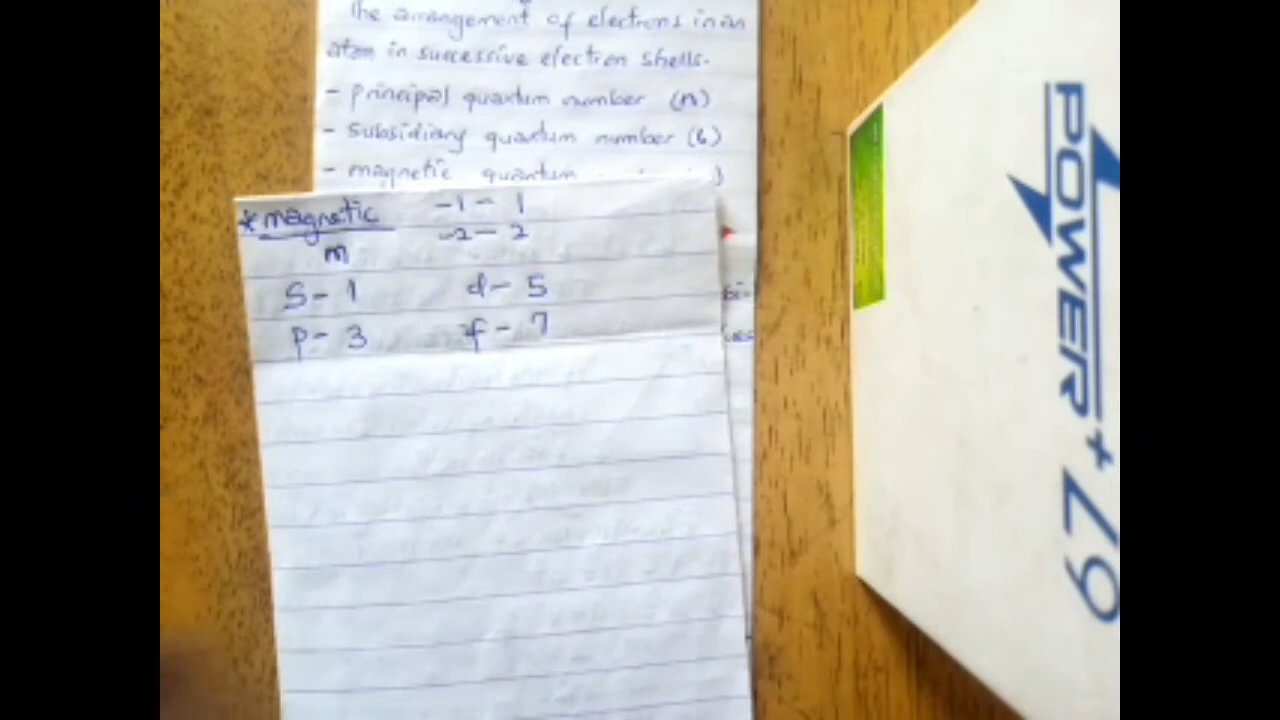 The arrangement of electrons in an
atom in successive electron shells.
- principal quantum number (n)
- subsidiary quantum number (l)
- magnetic quantum
* magnetic -1 - 1
m -2 - 2
S - 1 d - 5
P - 3 f - 7
POWER+ L9